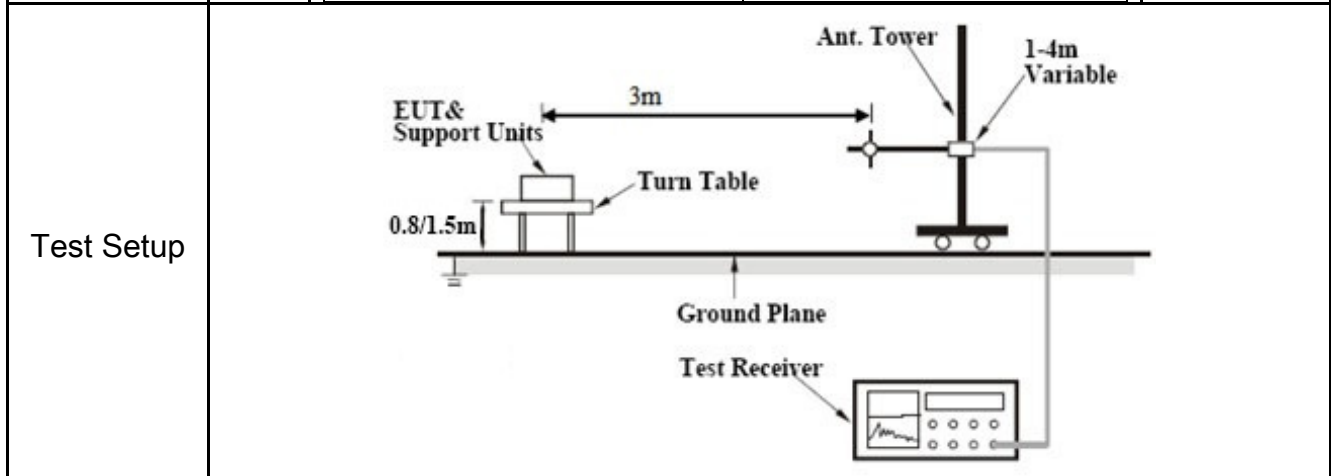 Test Setup
Ant. Tower
1-4m
Variable
3m
EUT&
Support Units
Turn Table
0.8/1.5m
Ground Plane
Test Receiver